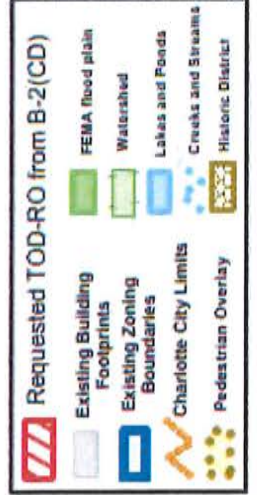 Requested TOD-RO from B-2(CD)
Existing Building
Footprints
Existing Zoning
Boundaries
Charlotte City Limits
Pedestrian Overlay
FEMA flood plain
Watershed
Lakes and Ponds
Creeks and Streams
Historic District